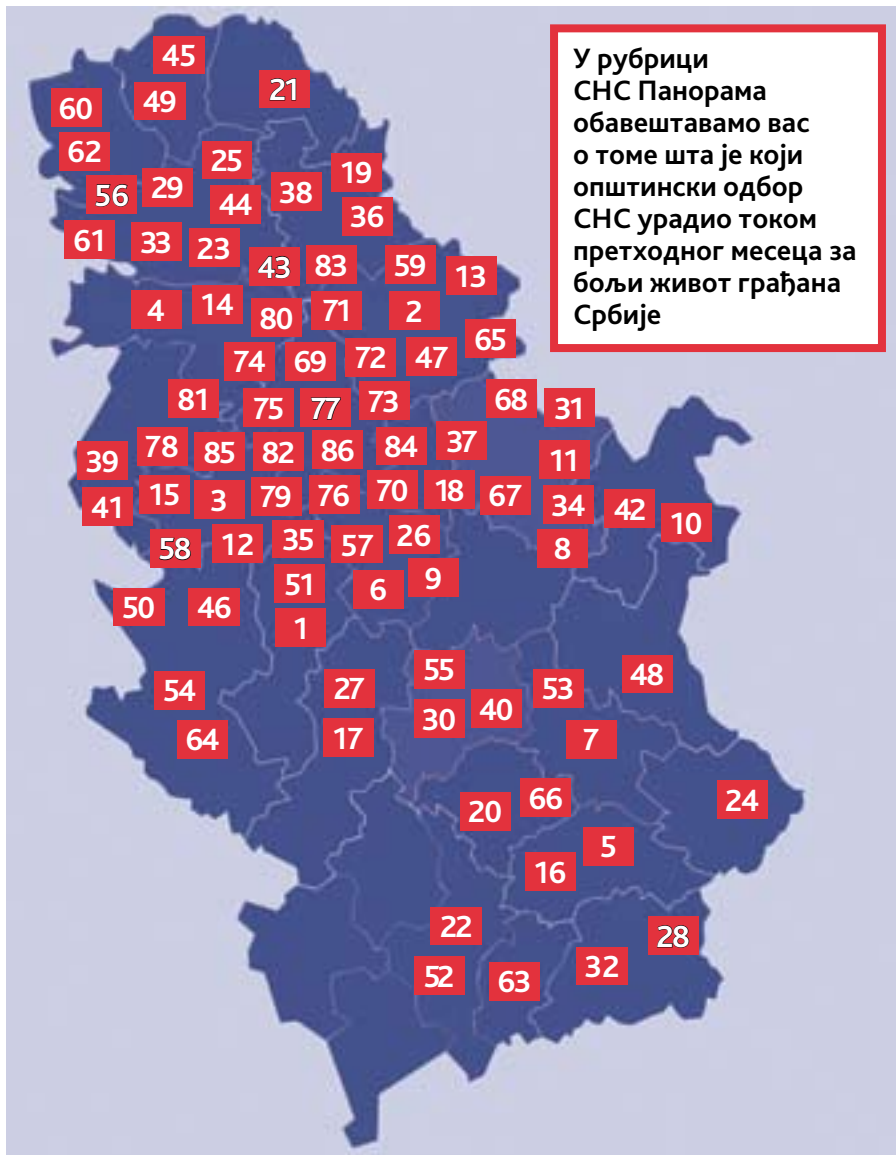 У рубрици
СНС Панорама
обавештавамо вас
о томе шта је који
општински одбор
СНС урадио током
претходног месеца за
бољи живот грађана
Србије
45
21
60 49
62 25 19
56 29 44 38 36
61 33 23
43 83 59 13
4 14 80 71 2
65
74 69 72 47
81 75 77 73 68 31
39 78 85 82 86 84 37 11
41 15 3 79 76 70 18 67 34 42 10
58 12 35 57 26 8
51 6 9
50 46
1
55 53 48
54 27
30 40
64 17 7
20 66 24
5
16
22 28
52 63 32